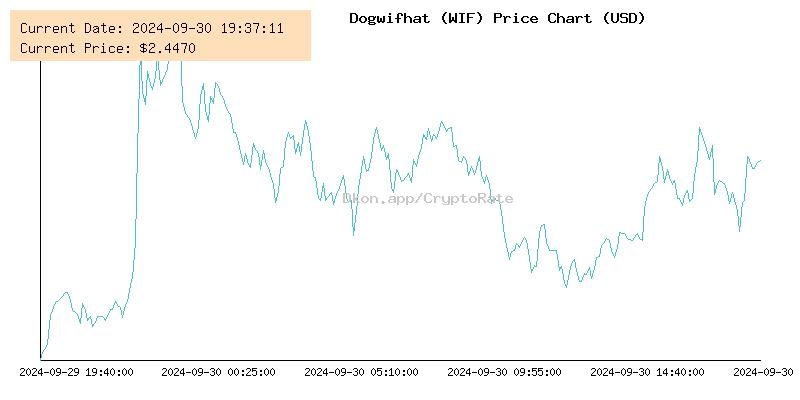 Dogwifhat (WIF) Price Chart (USD)
Current Date: 2024-09-30 19:37:11
Current Price: $2.4470
Dkon.app/CryptoRate
2024-09-29 19:40:00 2024-09-30 00:25:00 2024-09-30 05:10:00 2024-09-30 09:55:00 2024-09-30 14:40:00 2024-09-30